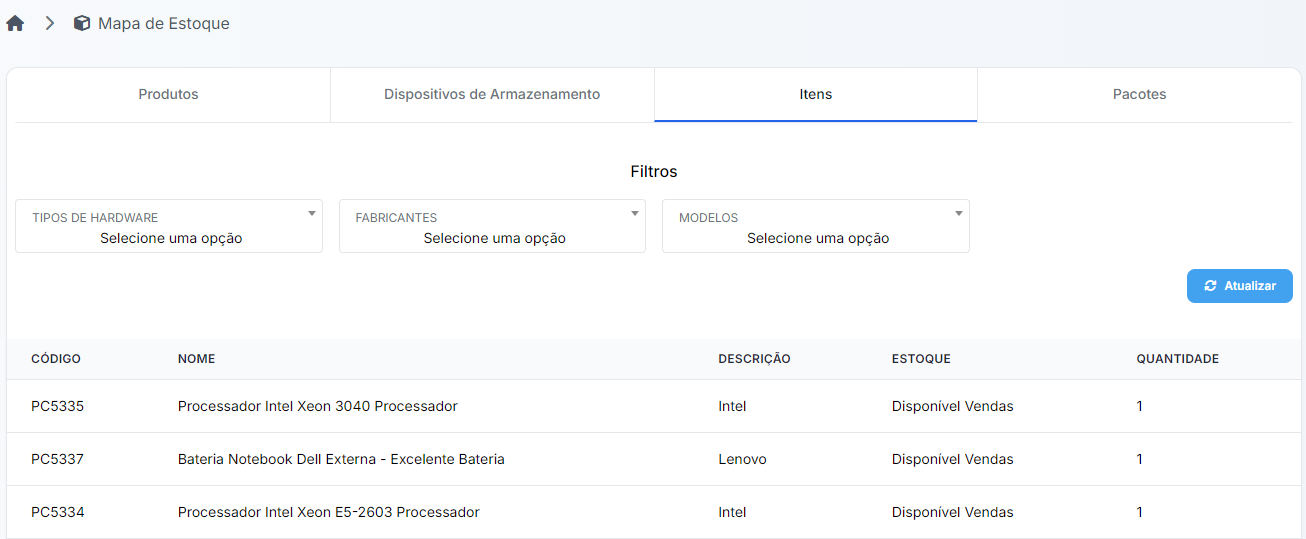 Mapa de Estoque
Produtos Dispositivos de Armazenamento Itens Pacotes
Filtros
TIPOS DE HARDWARE FABRICANTES MODELOS
Selecione uma opção Selecione uma opção Selecione uma opção
Atualizar
CÓDIGO NOME DESCRIÇÃO ESTOQUE QUANTIDADE
PC5335 Processador Intel Xeon 3040 Processador Intel Disponível Vendas 1
PC5337 Bateria Notebook Dell Externa - Excelente Bateria Lenovo Disponível Vendas 1
PC5334 Processador Intel Xeon E5-2603 Processador Intel Disponível Vendas 1